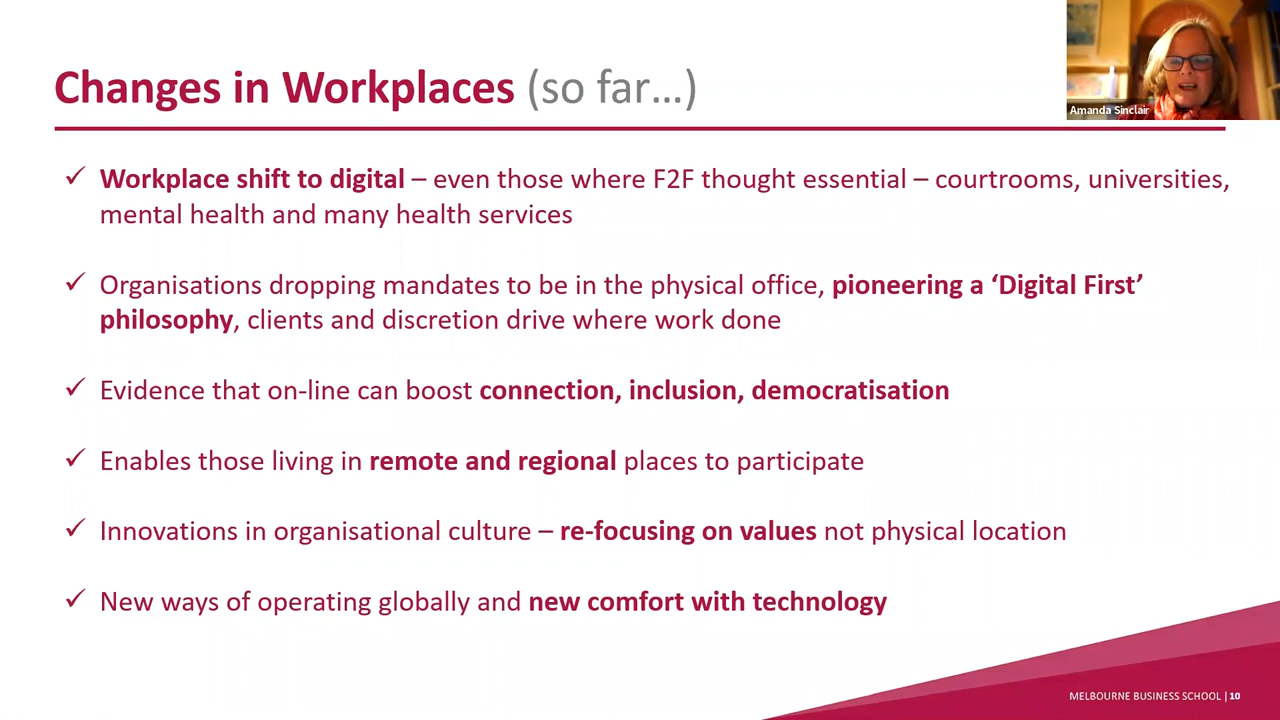 Changes in Workplaces (so far…)
Amanda Sinclair
✓ Workplace shift to digital – even those where F2F thought essential – courtrooms, universities,
mental health and many health services
✓ Organisations dropping mandates to be in the physical office, pioneering a ‘Digital First’
philosophy, clients and discretion drive where work done
✓ Evidence that on-line can boost connection, inclusion, democratisation
✓ Enables those living in remote and regional places to participate
✓ Innovations in organisational culture – re-focusing on values not physical location
✓ New ways of operating globally and new comfort with technology
MELBOURNE BUSINESS SCHOOL | 10